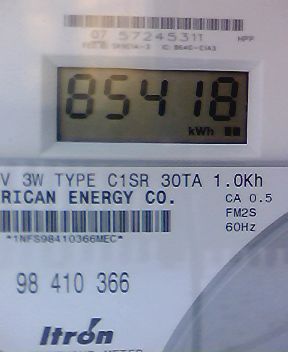 07 57245311 HPP
85418
kWh
V 3W TYPE C1SR 30TA 1.0Kh
RICAN ENERGY CO.
CA 0.5
FM2S
60Hz
*1NFS98410366MEC*
98 410 366
Itron